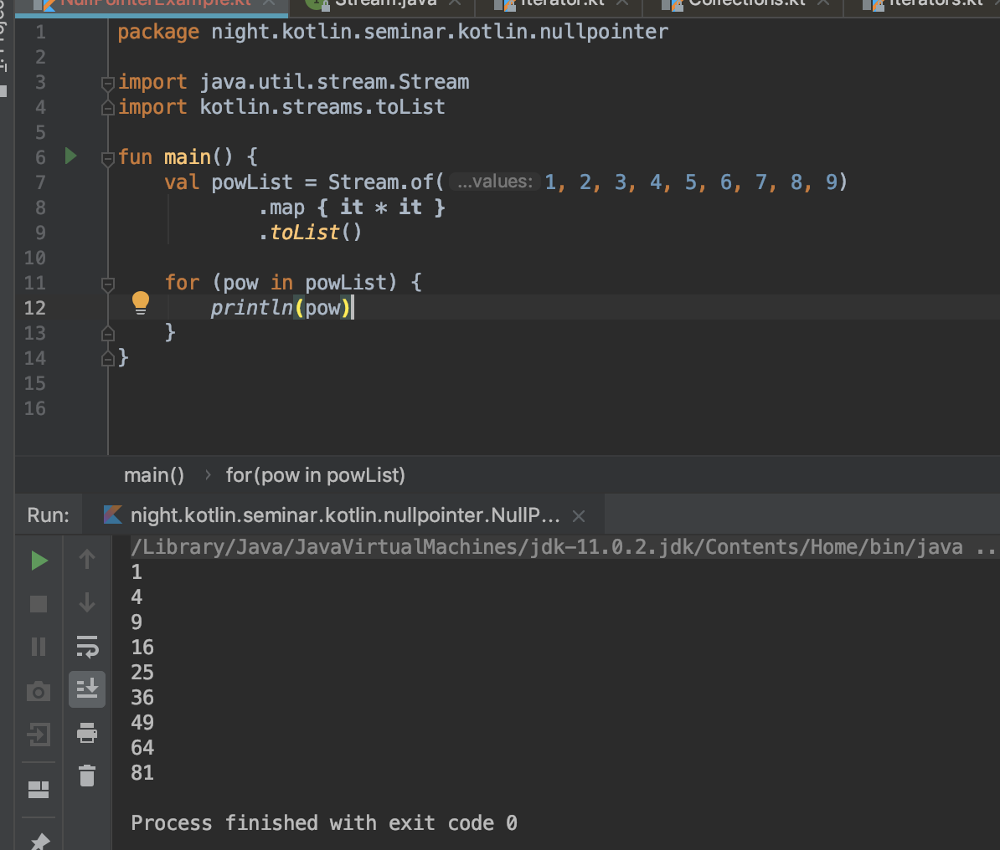 NullPointerExample.kt Stream.java Iterator.kt Collections.kt Iterators.kt
1 package night.kotlin.seminar.kotlin.nullpointer
2
3 import java.util.stream.Stream
4 import kotlin.streams.toList
5
6 fun main() {
7 val powList = Stream.of( ...values: 1, 2, 3, 4, 5, 6, 7, 8, 9)
8 .map { it * it }
9 .toList()
10
11 for (pow in powList) {
12 println(pow)
13 }
14 }
15
16
main() › for(pow in powList)
Run: night.kotlin.seminar.kotlin.nullpointer.NullP...
/Library/Java/JavaVirtualMachines/jdk-11.0.2.jdk/Contents/Home/bin/java ..
1
4
9
16
25
36
49
64
81
Process finished with exit code 0